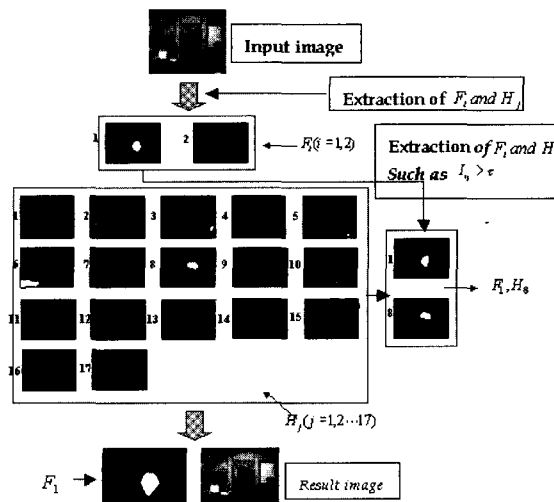 Input image
Extraction of F_i and H_j
1
2
F_i(i = 1,2)
Extraction of F_i and H
Such as I_ij > τ
1
2
3
4
5
6
7
8
9
10
11
12
13
14
15
16
17
1
8
F_1, H_8
H_j(j = 1,2···17)
F_1
Result image